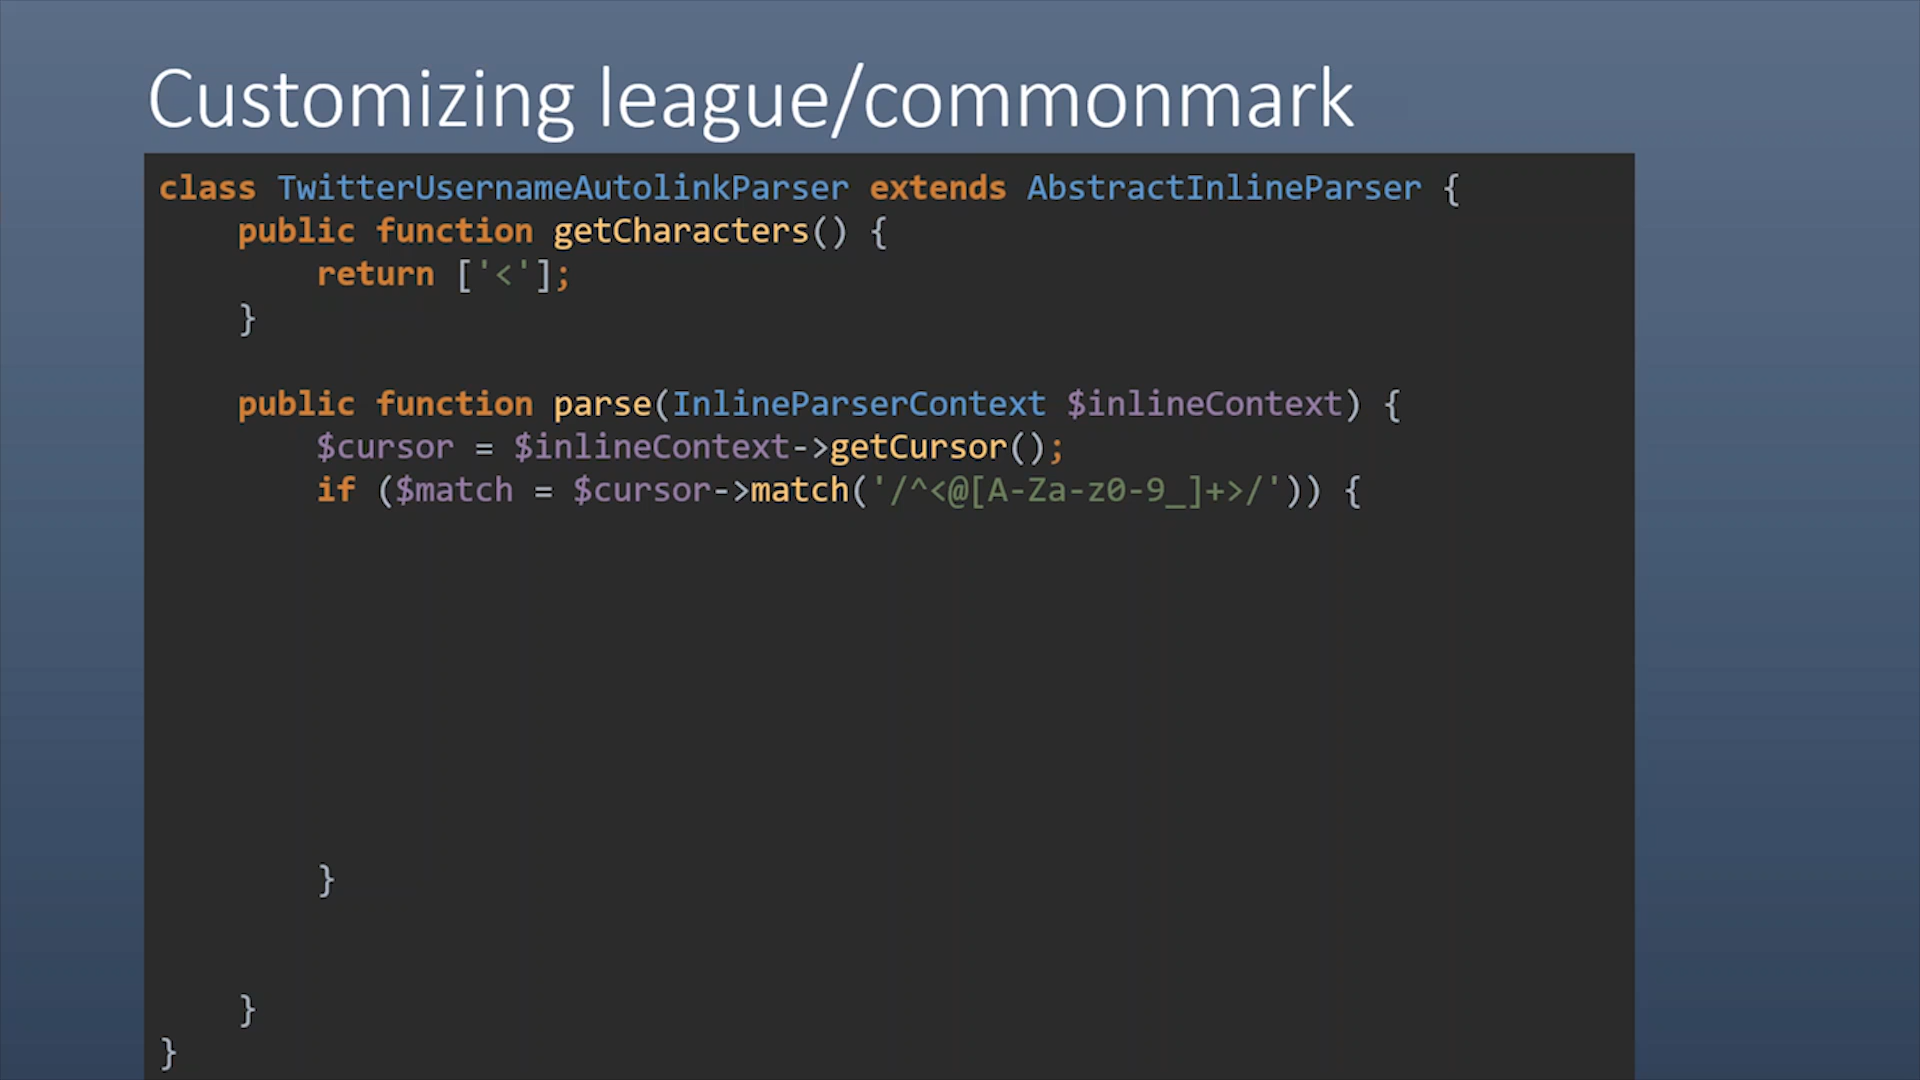 Customizing league/commonmark
class TwitterUsernameAutolinkParser extends AbstractInlineParser {
    public function getCharacters() {
        return ['<'];
    }

    public function parse(InlineParserContext $inlineContext) {
        $cursor = $inlineContext->getCursor();
        if ($match = $cursor->match('/^<@[A-Za-z0-9_]+>/')) {
        }
    }
}